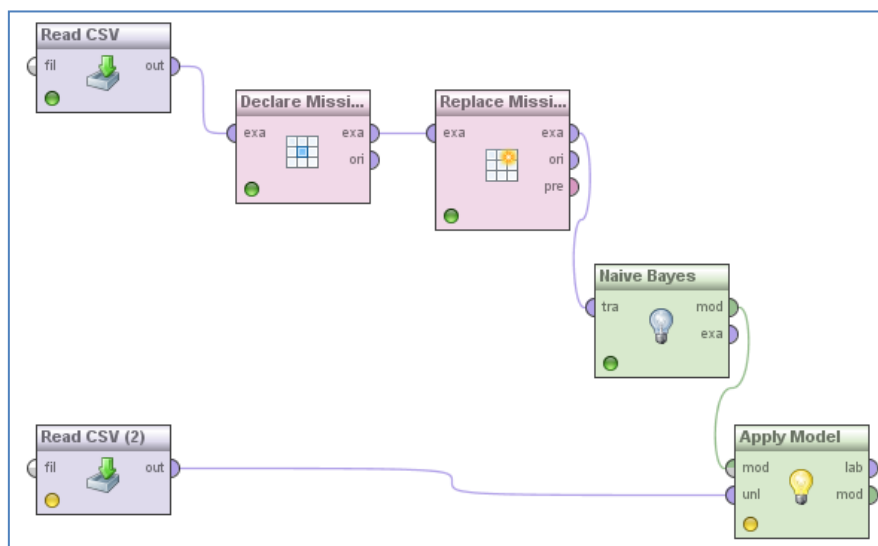 Read CSV
fil out
Declare Missi...
exa exa
ori
Replace Missi...
exa exa
ori
pre
Naive Bayes
tra mod
exa
Read CSV (2)
fil out
Apply Model
mod lab
unl mod